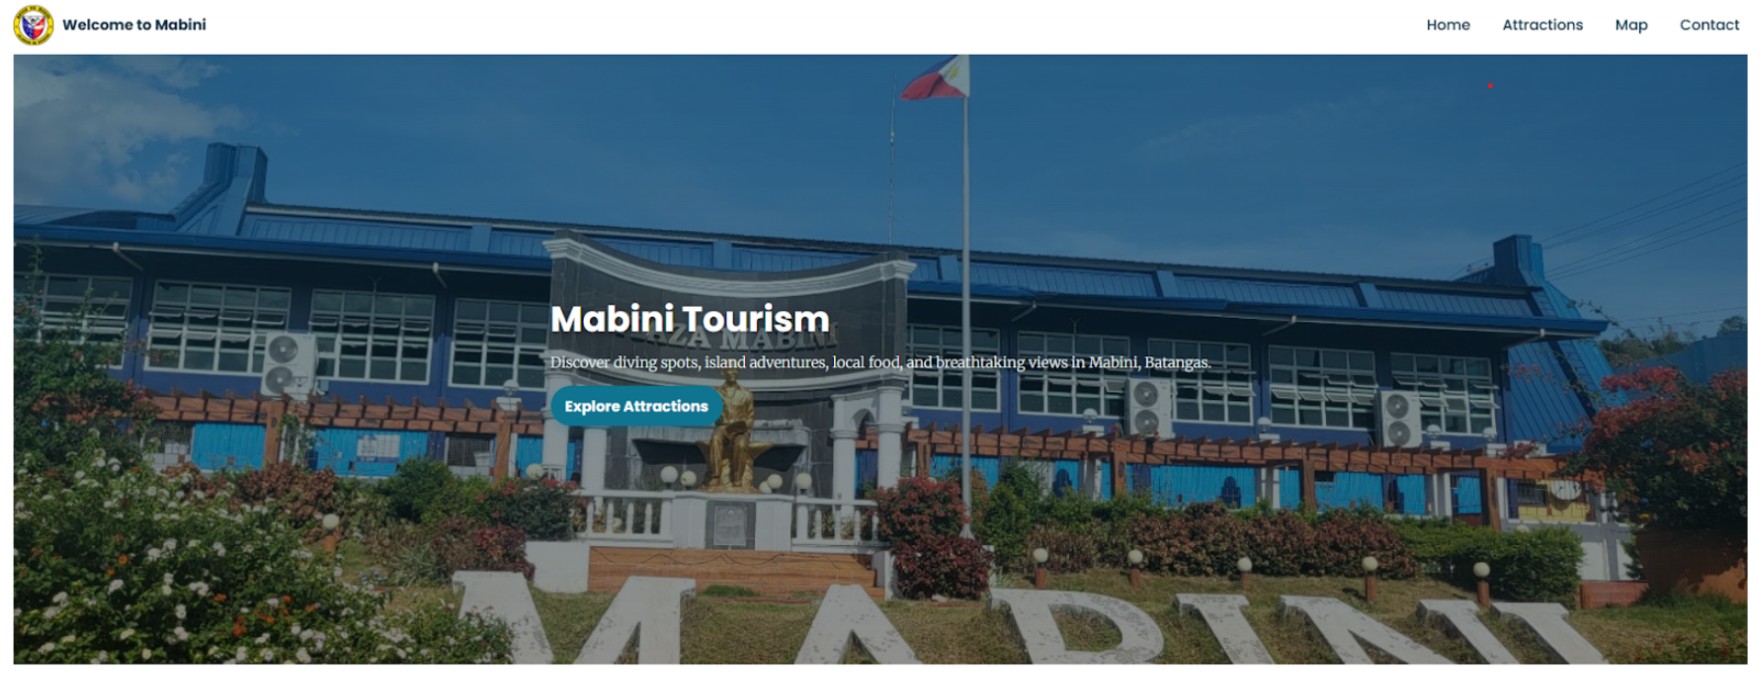 Welcome to Mabini
Home Attractions Map Contact
Mabini Tourism
PLAZA MABINI
Discover diving spots, island adventures, local food, and breathtaking views in Mabini, Batangas.
Explore Attractions
MABINI